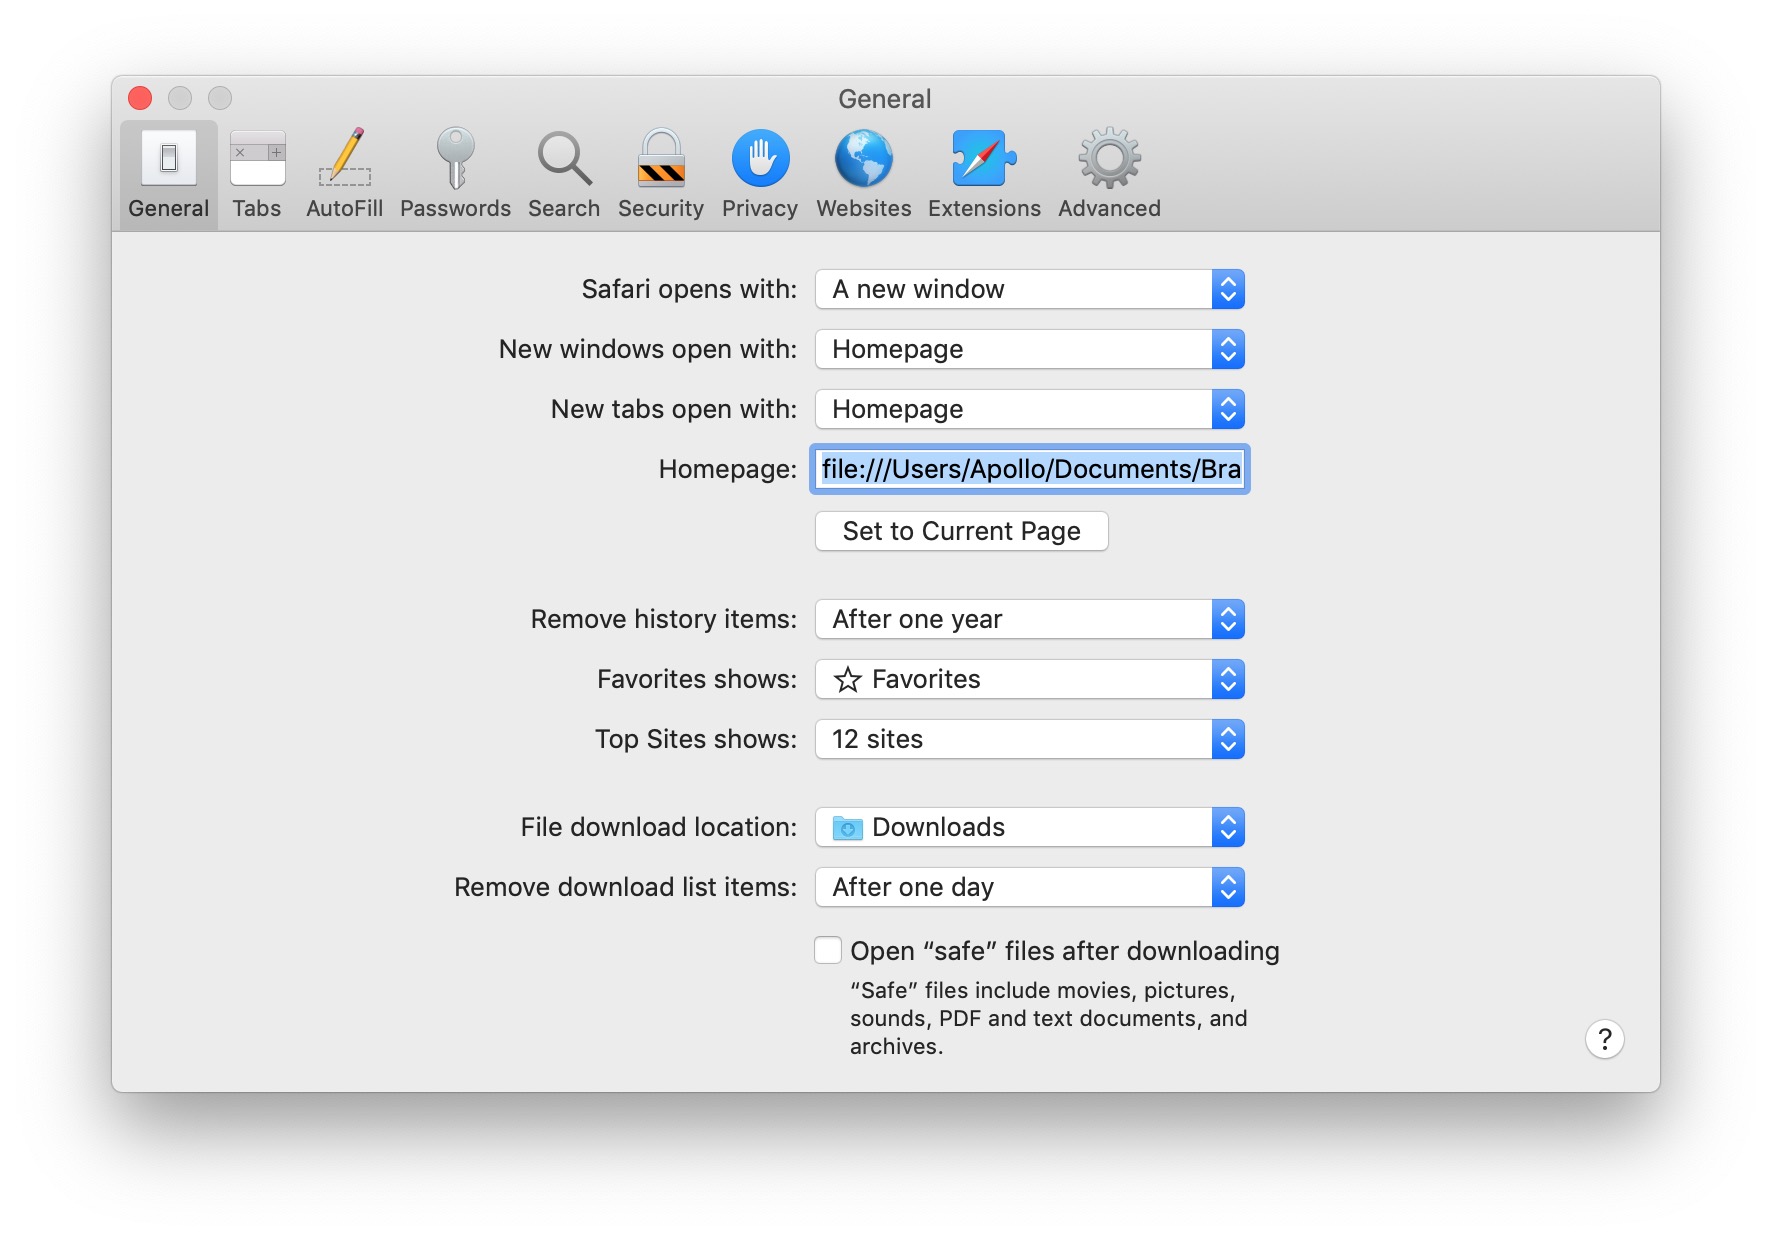 General
General Tabs AutoFill Passwords Search Security Privacy Websites Extensions Advanced
Safari opens with: A new window
New windows open with: Homepage
New tabs open with: Homepage
Homepage: file:///Users/Apollo/Documents/Bra
Set to Current Page
Remove history items: After one year
Favorites shows: Favorites
Top Sites shows: 12 sites
File download location: Downloads
Remove download list items: After one day
Open “safe” files after downloading
“Safe” files include movies, pictures,
sounds, PDF and text documents, and
archives.
?